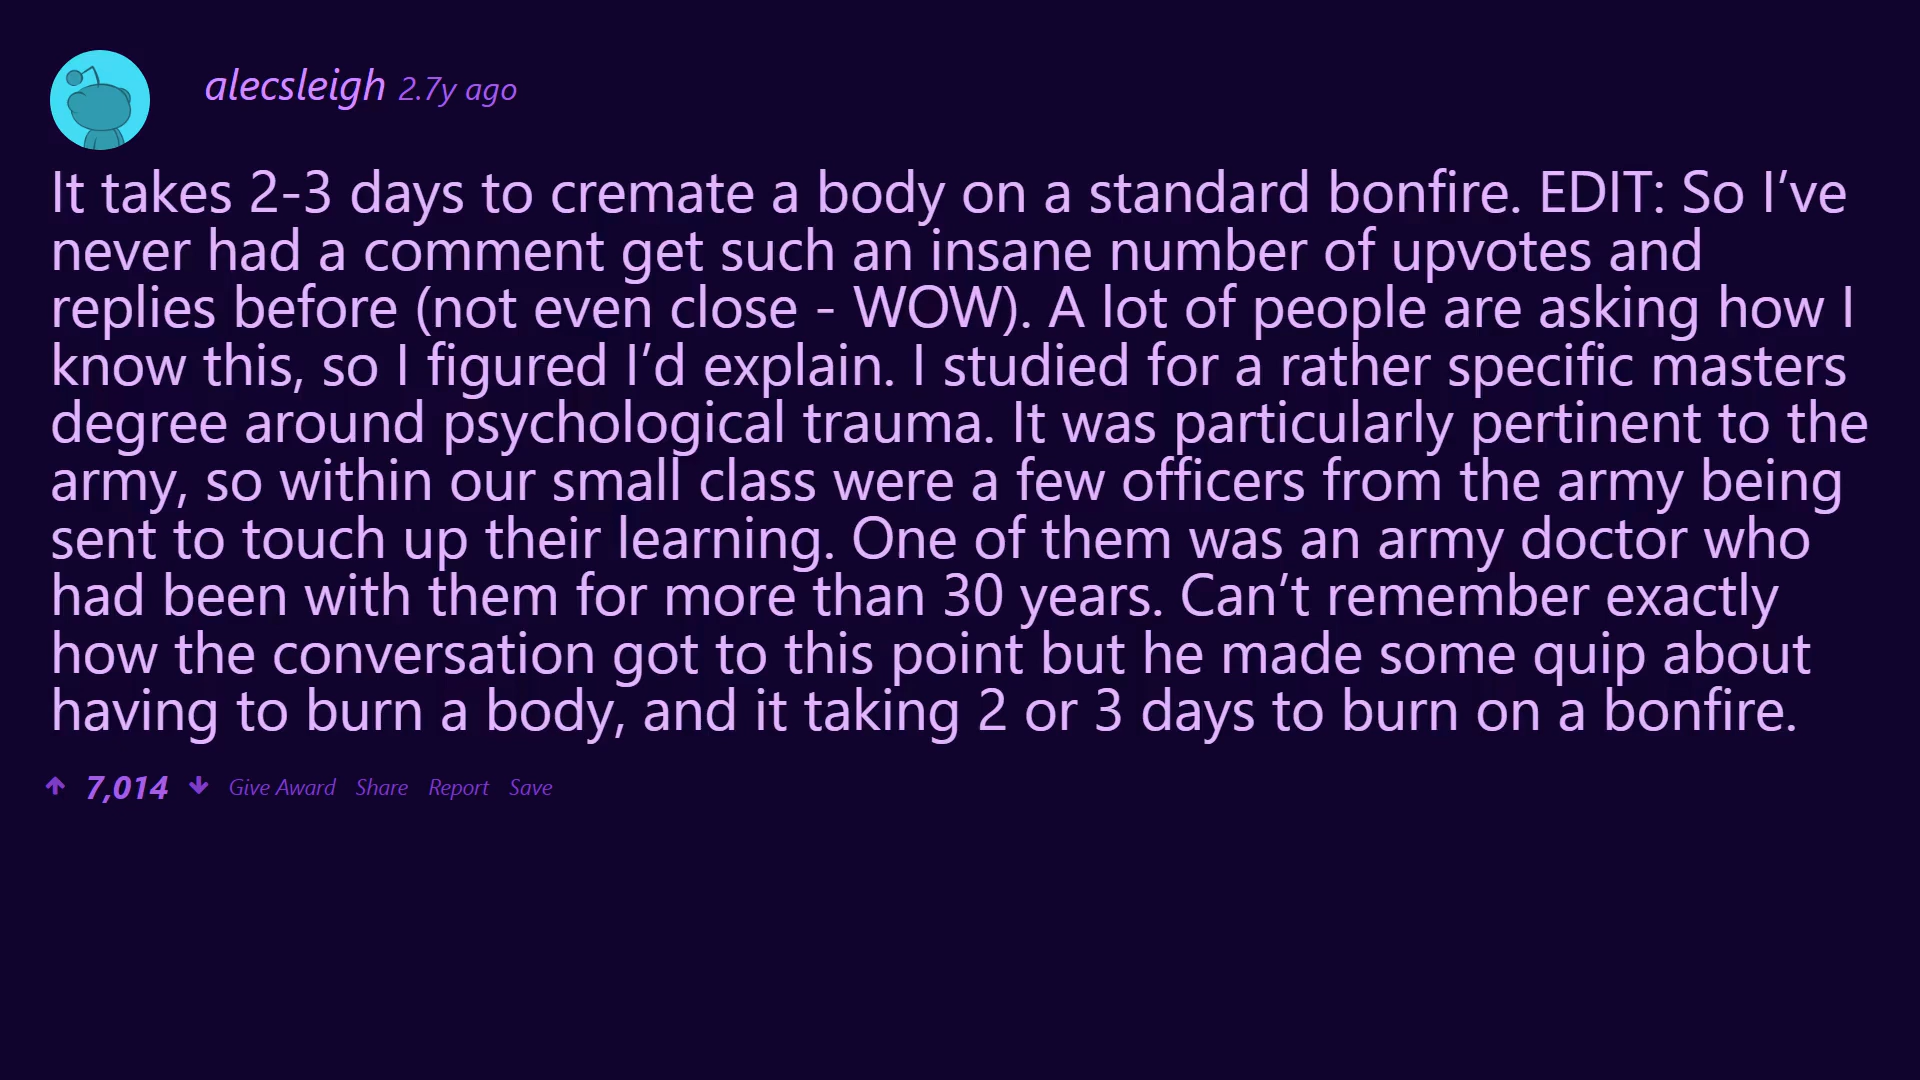 alecsleigh 2.7y ago
It takes 2-3 days to cremate a body on a standard bonfire. EDIT: So I’ve
never had a comment get such an insane number of upvotes and
replies before (not even close - WOW). A lot of people are asking how I
know this, so I figured I’d explain. I studied for a rather specific masters
degree around psychological trauma. It was particularly pertinent to the
army, so within our small class were a few officers from the army being
sent to touch up their learning. One of them was an army doctor who
had been with them for more than 30 years. Can’t remember exactly
how the conversation got to this point but he made some quip about
having to burn a body, and it taking 2 or 3 days to burn on a bonfire.
7,014 Give Award Share Report Save